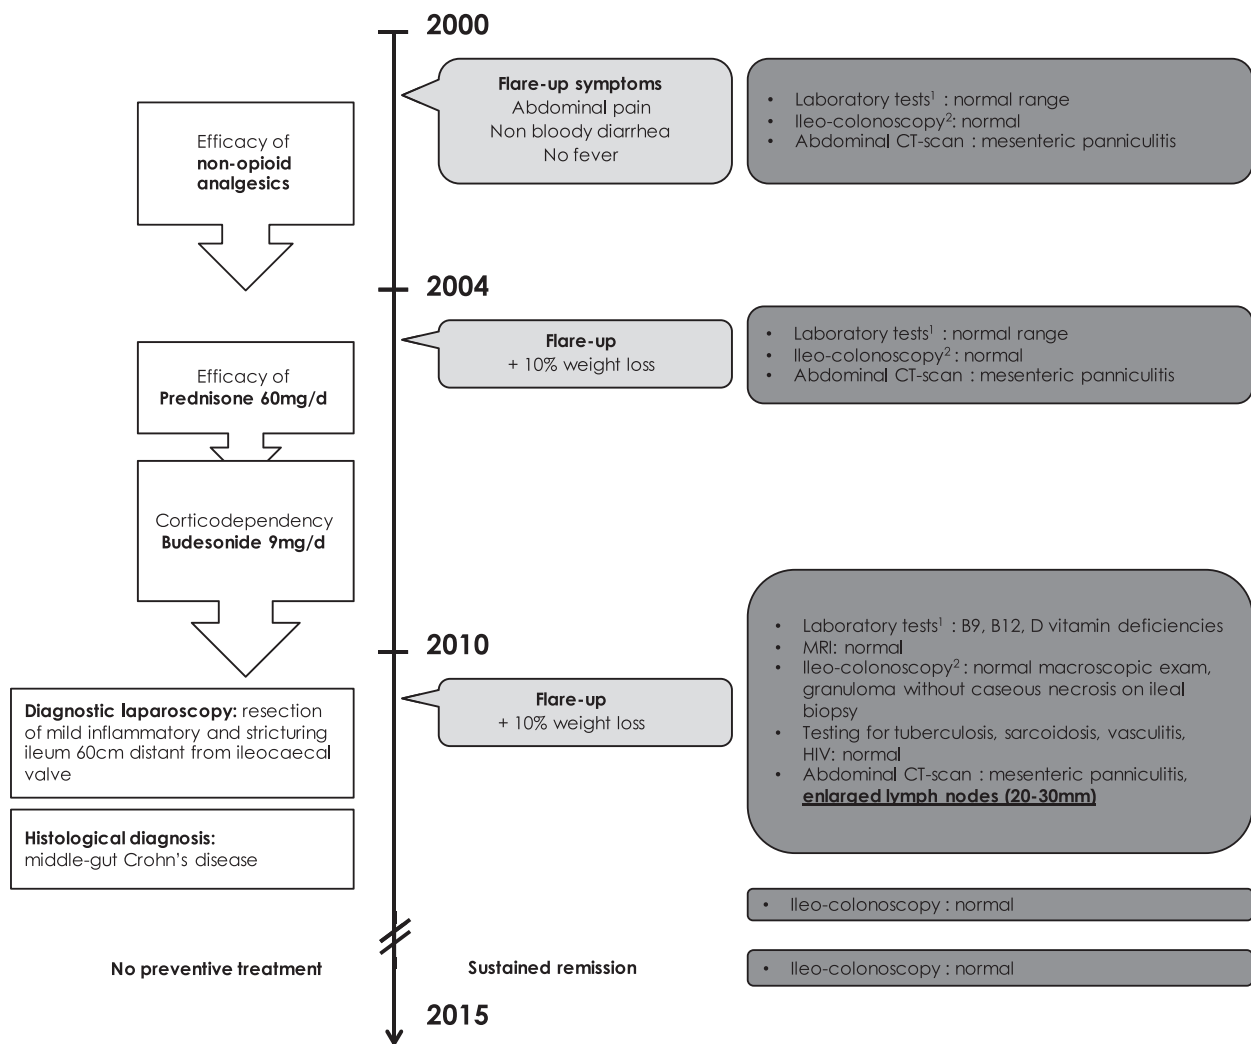 2000
Flare-up symptoms
Abdominal pain
Non bloody diarrhea
No fever
• Laboratory tests¹ : normal range
• Ileo-colonoscopy²: normal
• Abdominal CT-scan : mesenteric panniculitis
Efficacy of
non-opioid
analgesics
2004
Flare-up
+ 10% weight loss
• Laboratory tests¹ : normal range
• Ileo-colonoscopy² : normal
• Abdominal CT-scan : mesenteric panniculitis
Efficacy of
Prednisone 60mg/d
Corticodependency
Budesonide 9mg/d
2010
Flare-up
+ 10% weight loss
• Laboratory tests¹ : B9, B12, D vitamin deficiencies
• MRI: normal
• Ileo-colonoscopy² : normal macroscopic exam,
granuloma without caseous necrosis on ileal
biopsy
• Testing for tuberculosis, sarcoidosis, vasculitis,
HIV: normal
• Abdominal CT-scan : mesenteric panniculitis,
enlarged lymph nodes (20-30mm)
Diagnostic laparoscopy: resection
of mild inflammatory and stricturing
ileum 60cm distant from ileocaecal
valve
Histological diagnosis:
middle-gut Crohn's disease
• Ileo-colonoscopy : normal
No preventive treatment
Sustained remission
• Ileo-colonoscopy : normal
2015